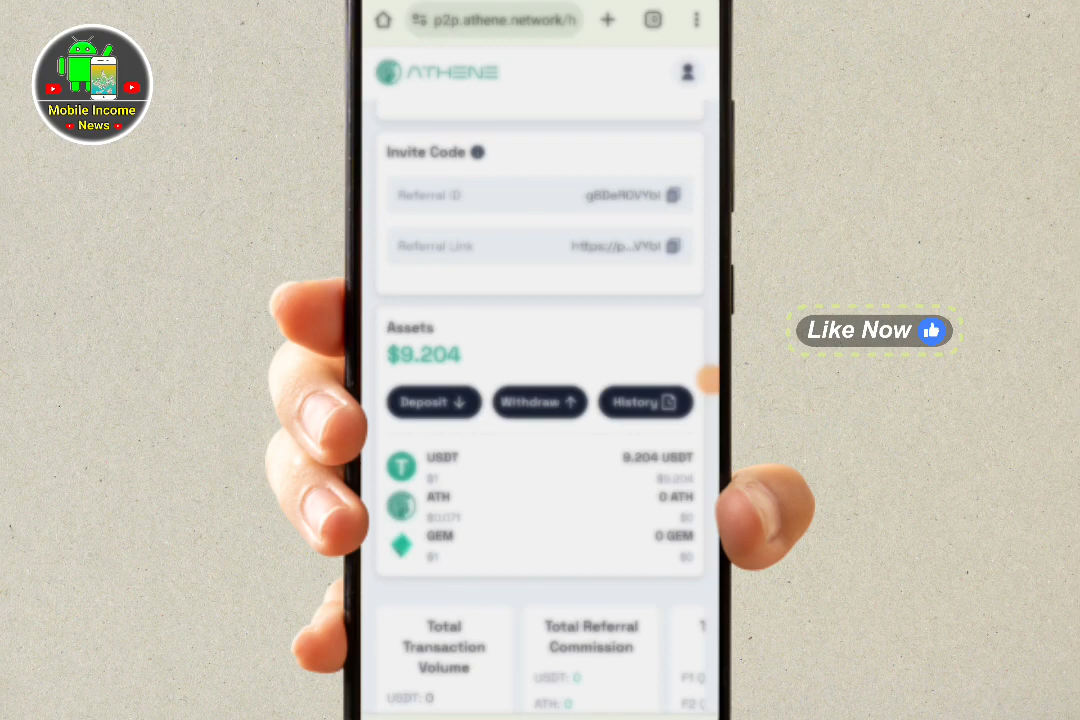 p2p.athene.network/h
ATHENE
Mobile Income
News
Invite Code
Referral ID
Referral Link https://p...VYbI
Like Now
Assets
$9.204
Deposit Withdraw History
USDT 9.204 USDT
$1 $9.204
ATH 0 ATH
$0.071 $0
GEM 0 GEM
$1 $0
Total
Transaction
Volume
USDT: 0
Total Referral
Commission
USDT: 0
ATH: 0